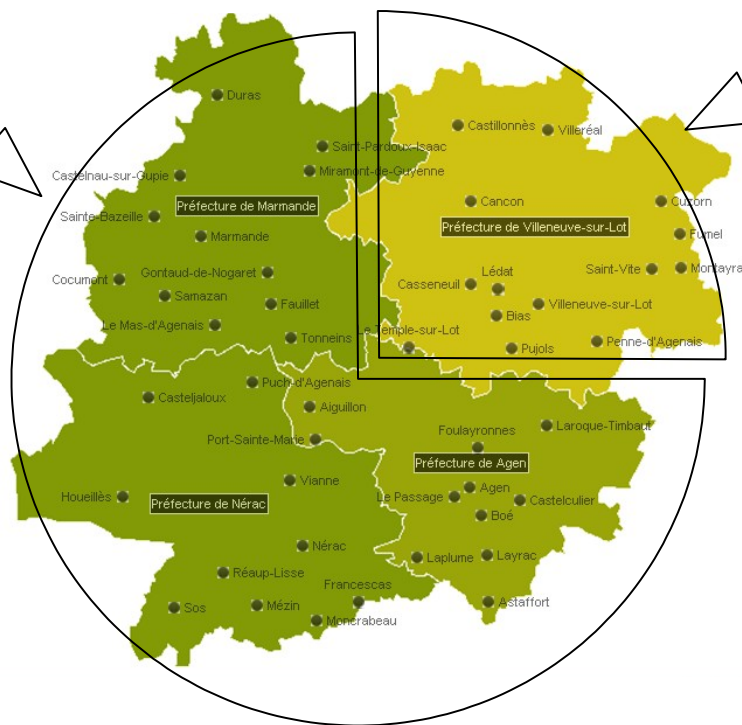 Duras
Castillonnès
Villeréal
Saint-Pardoux-Isaac
Miramont-de-Guyenne
Castelnau-sur-Gupie
Préfecture de Marmande
Cancon
Cuzorn
Sainte-Bazeille
Préfecture de Villeneuve-sur-Lot
Marmande
Fumel
Gontaud-de-Nogaret
Lédat
Saint-Vite
Montayra
Cocumont
Casseneuil
Samazan
Fauillet
Villeneuve-sur-Lot
Bias
Le Mas-d'Agenais
Tonneins
Le Temple-sur-Lot
Pujols
Penne-d'Agenais
Puch-d'Agenais
Casteljaloux
Aiguillon
Laroque-Timbaut
Port-Sainte-Marie
Foulayronnes
Préfecture de Agen
Vianne
Agen
Houeillès
Préfecture de Nérac
Le Passage
Castelculier
Boé
Nérac
Laplume
Layrac
Réaup-Lisse
Francescas
Sos
Mézin
Astaffort
Moncrabeau